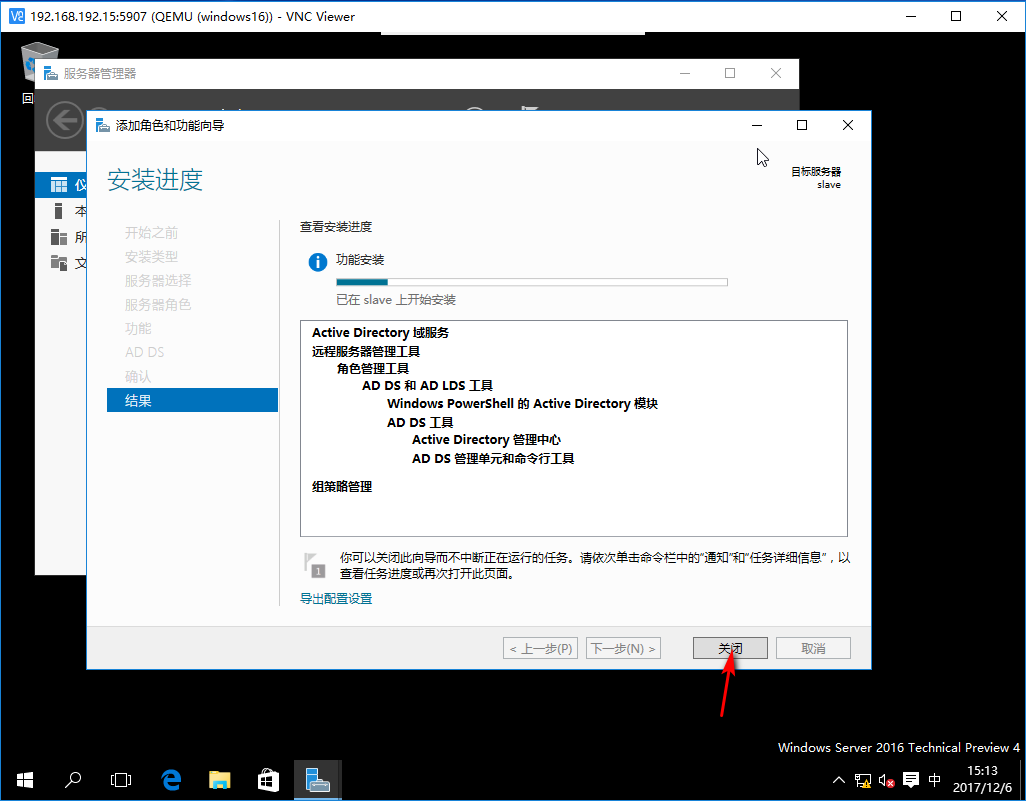 192.168.192.15:5907 (QEMU (windows16)) - VNC Viewer
回
服务器管理器
添加角色和功能向导
安装进度
目标服务器
slave
仪
本
所
文
开始之前
安装类型
服务器选择
服务器角色
功能
AD DS
确认
结果
查看安装进度
功能安装
已在 slave 上开始安装
Active Directory 域服务
远程服务器管理工具
角色管理工具
AD DS 和 AD LDS 工具
Windows PowerShell 的 Active Directory 模块
AD DS 工具
Active Directory 管理中心
AD DS 管理单元和命令行工具
组策略管理
1
你可以关闭此向导而不中断正在运行的任务。请依次单击命令栏中的"通知"和"任务详细信息"，以
查看任务进度或再次打开此页面。
导出配置设置
< 上一步(P) 下一步(N) > 关闭 取消
Windows Server 2016 Technical Preview 4
中
15:13
2017/12/6